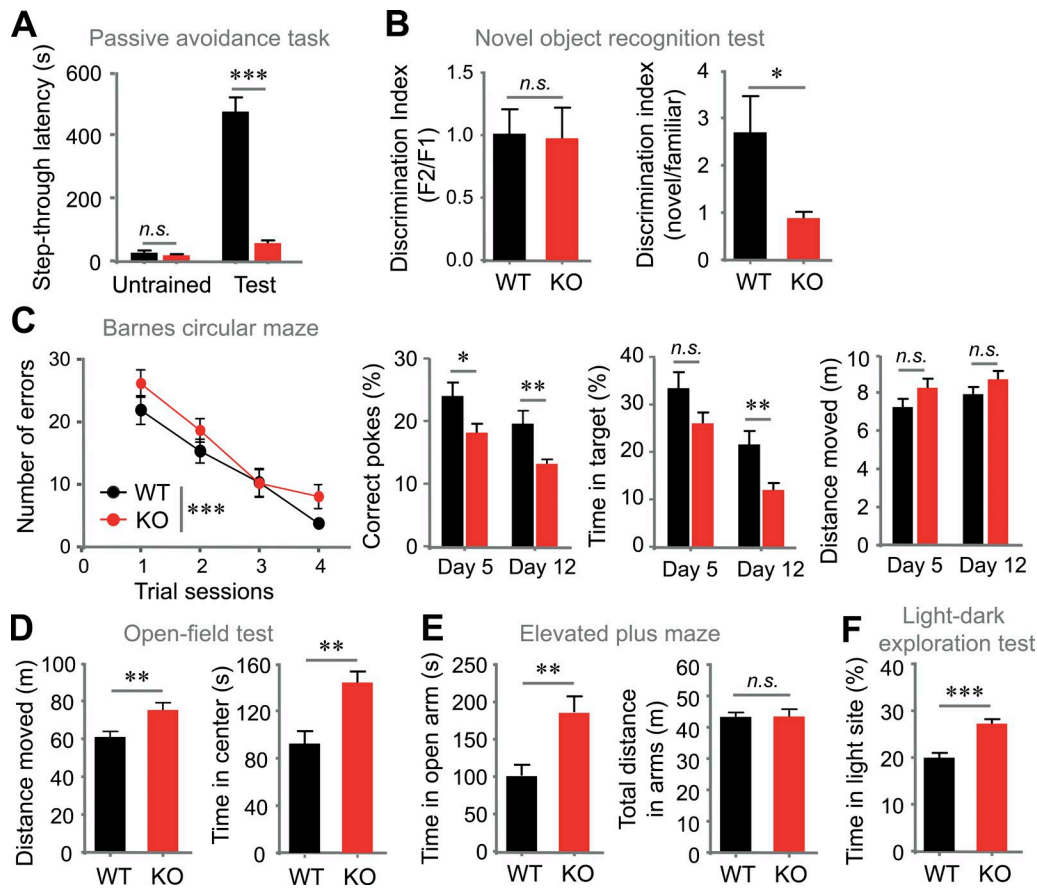 A
Passive avoidance task
Step-through latency (s)
600
400
200
0
n.s.
***
Untrained
Test
B
Novel object recognition test
Discrimination Index
(F2/F1)
1.5
1.0
0.5
0.0
n.s.
WT
KO
Discrimination index
(novel/familiar)
4
3
2
1
0
*
WT
KO
C
Barnes circular maze
Number of errors
30
20
10
0
WT
KO
***
1
2
3
4
Trial sessions
Correct pokes (%)
30
20
10
0
*
**
Day 5
Day 12
Time in target (%)
40
30
20
10
0
n.s.
**
Day 5
Day 12
Distance moved (m)
10
8
6
4
2
0
n.s.
n.s.
Day 5
Day 12
D
Open-field test
Distance moved (m)
100
80
60
40
20
0
**
WT
KO
Time in center (s)
160
120
80
40
0
**
WT
KO
E
Elevated plus maze
Time in open arm (s)
200
250
150
100
50
0
**
WT
KO
Total distance
in arms (m)
60
50
40
30
20
10
0
n.s.
WT
KO
F
Light-dark
exploration test
Time in light site (%)
40
30
20
10
0
***
WT
KO